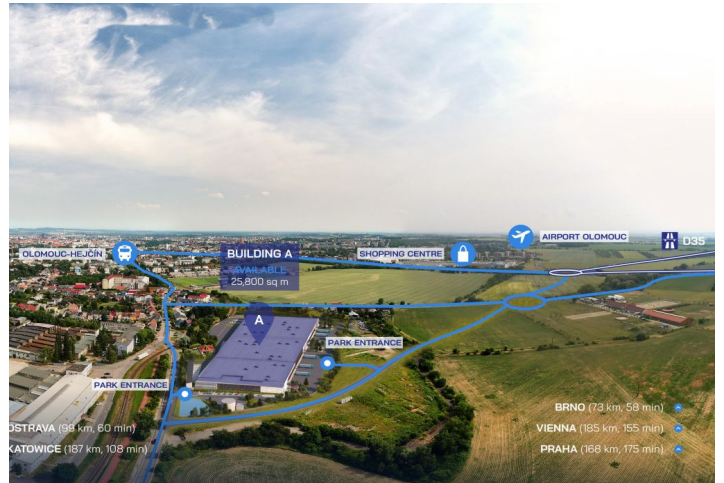 AIRPORT OLOMOUC
D35
OLOMOUC-HEJČÍN
BUILDING A
AVAILABLE
25,800 sq m
SHOPPING CENTRE
A
PARK ENTRANCE
PARK ENTRANCE
OSTRAVA (99 km, 60 min)
KATOWICE (187 km, 108 min)
BRNO (73 km, 58 min)
VIENNA (185 km, 155 min)
PRAHA (168 km, 175 min)